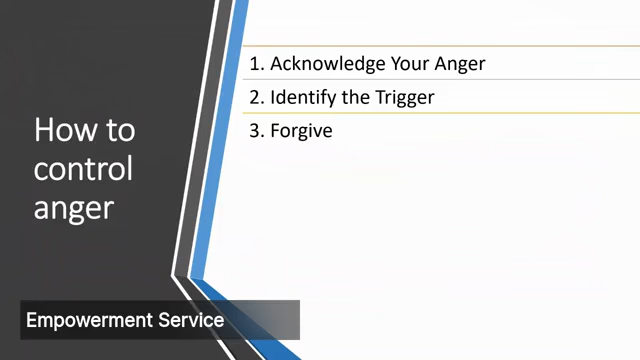 How to
control
anger
1. Acknowledge Your Anger
2. Identify the Trigger
3. Forgive
Empowerment Service